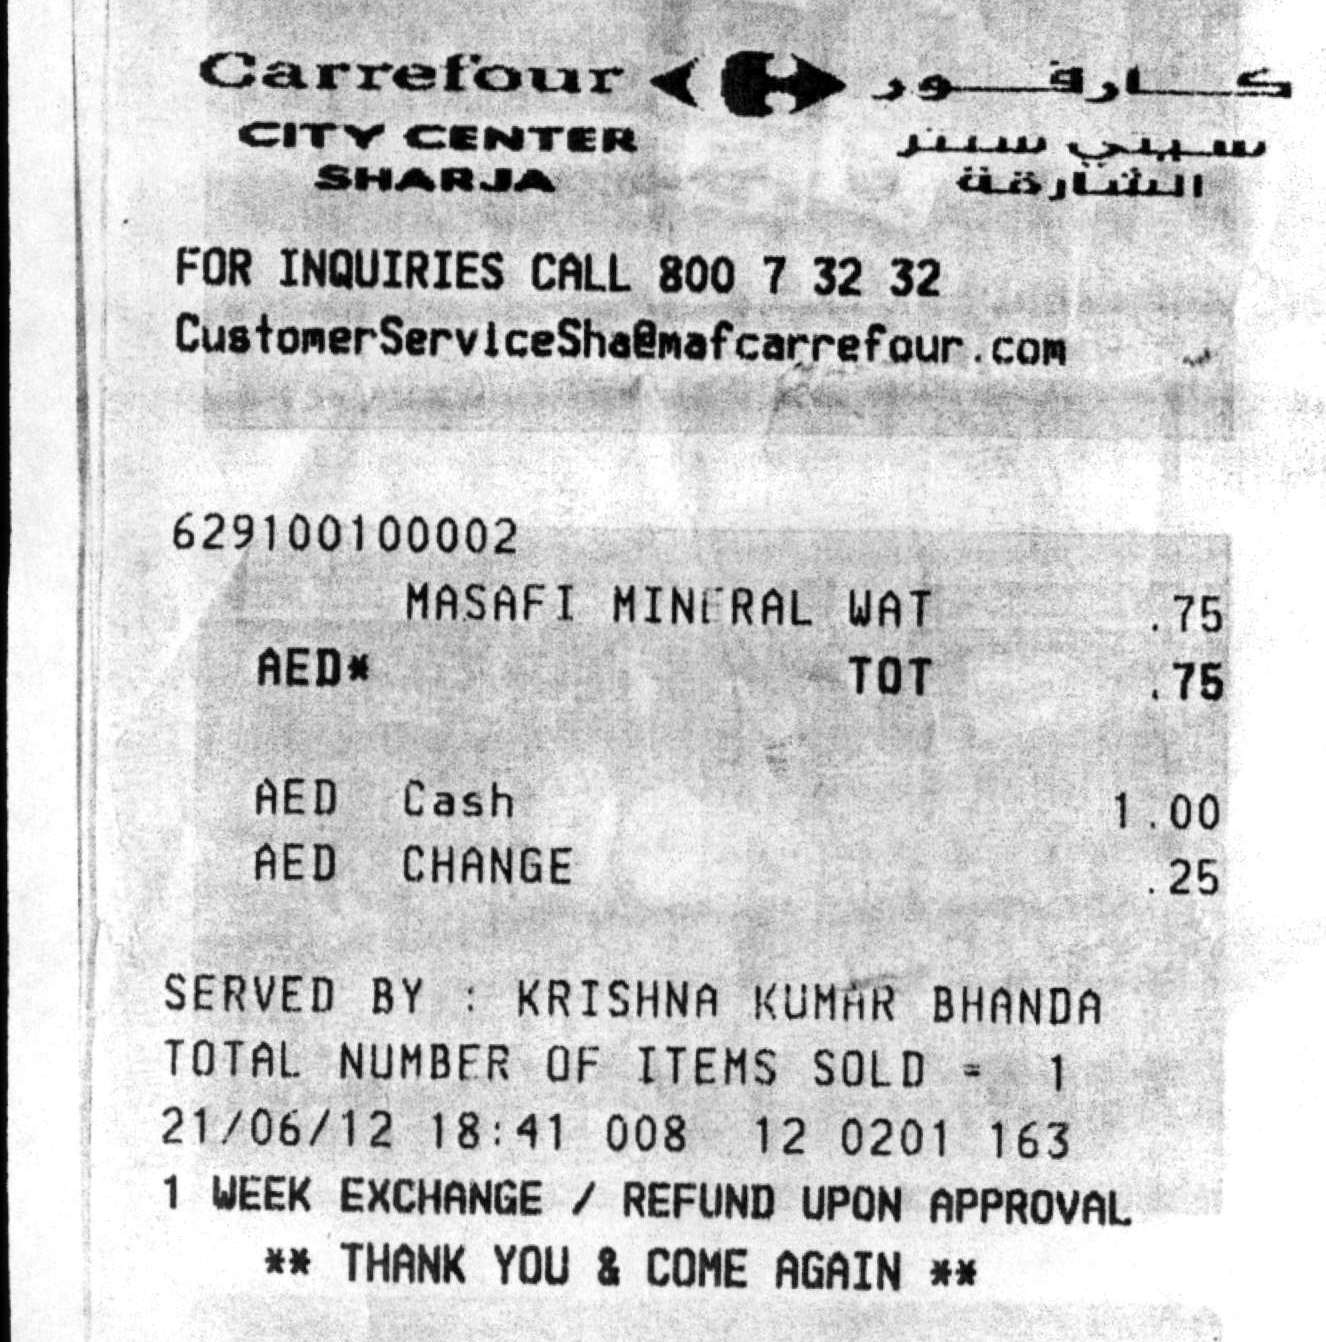 Carrefour كارفور
CITY CENTER سيتي سنتر
SHARJA الشارقة
FOR INQUIRIES CALL 800 7 32 32
CustomerServiceSha@mafcarrefour.com
629100100002
MASAFI MINERAL WAT .75
AED* TOT .75
AED Cash 1.00
AED CHANGE .25
SERVED BY : KRISHNA KUMAR BHANDA
TOTAL NUMBER OF ITEMS SOLD = 1
21/06/12 18:41 008 12 0201 163
1 WEEK EXCHANGE / REFUND UPON APPROVAL
** THANK YOU & COME AGAIN **